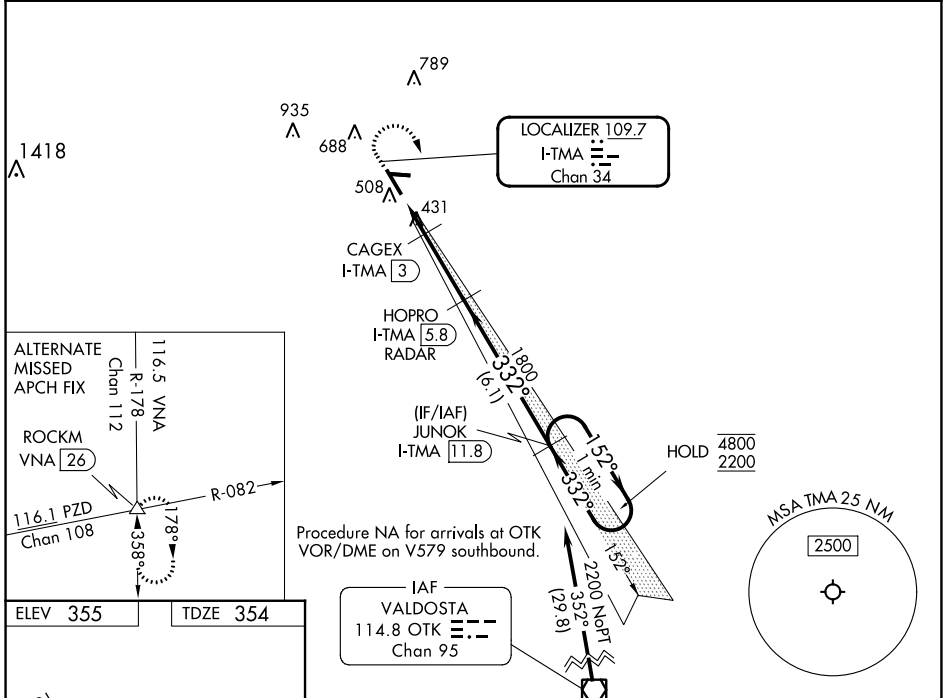 789
935
688
1418
508
431
LOCALIZER 109.7
I-TMA
Chan 34
CAGEX
I-TMA 3
HOPRO
I-TMA 5.8
RADAR
1800
332°
(6.1)
(IF/IAF)
JUNOK
I-TMA 11.8
152°
1 min
332°
HOLD 4800
2200
152°
ALTERNATE
MISSED
APCH FIX
116.5 VNA
R-178
Chan 112
ROCKM
VNA 26
R-082
116.1 PZD
Chan 108
178°
358°
Procedure NA for arrivals at OTK
VOR/DME on V579 southbound.
2200 NoPT
352°
(29.8)
IAF
VALDOSTA
114.8 OTK
Chan 95
MSA TMA 25 NM
2500
ELEV 355
TDZE 354